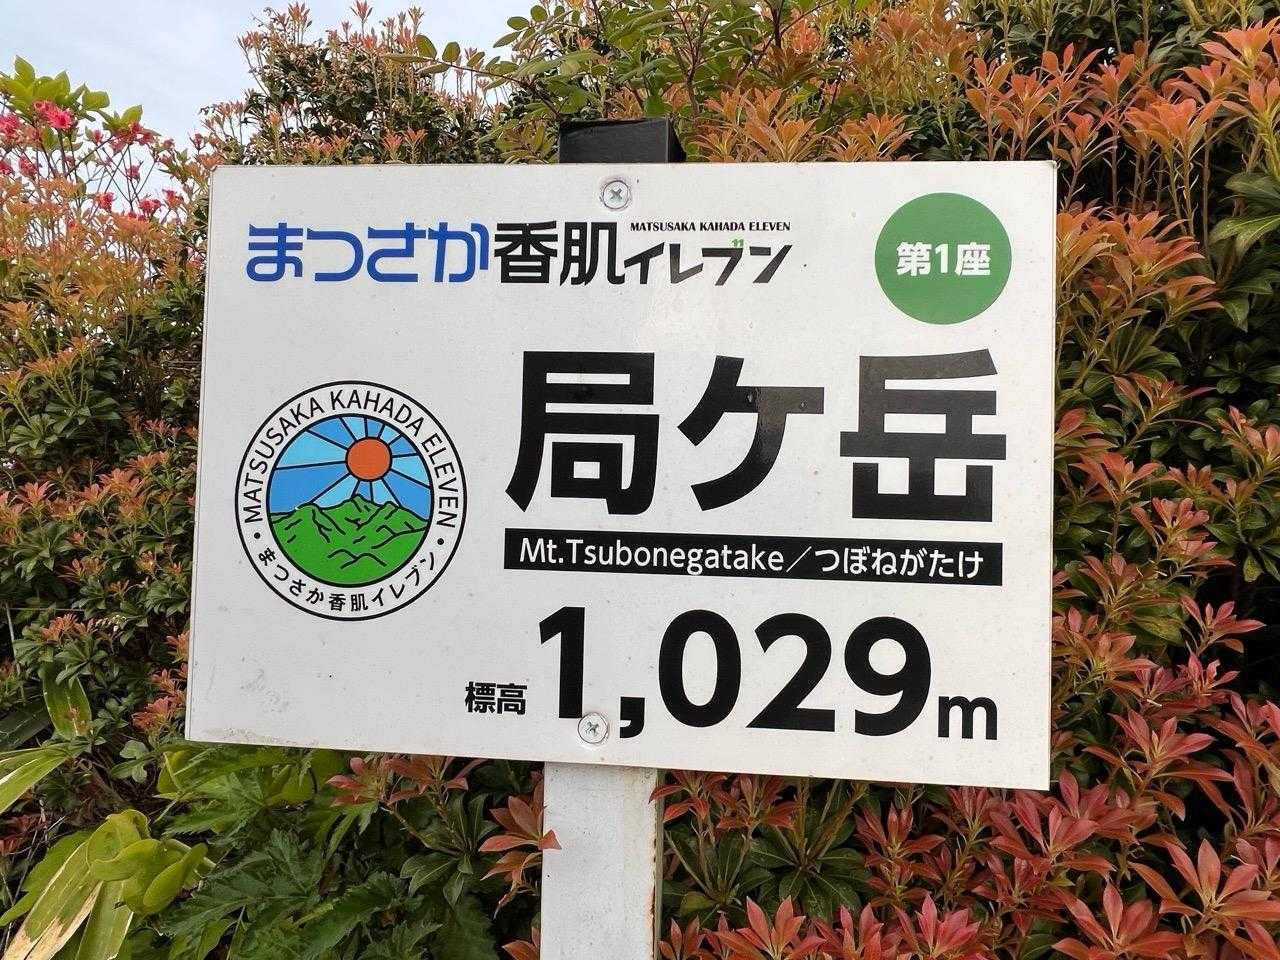 まつさか香肌イレブン
MATSUSAKA KAHADA ELEVEN
第1座
局ケ岳
MATSUSAKA KAHADA ELEVEN
まつさか香肌イレブン
Mt.Tsubonegatake／つぼねがたけ
標高 1,029m